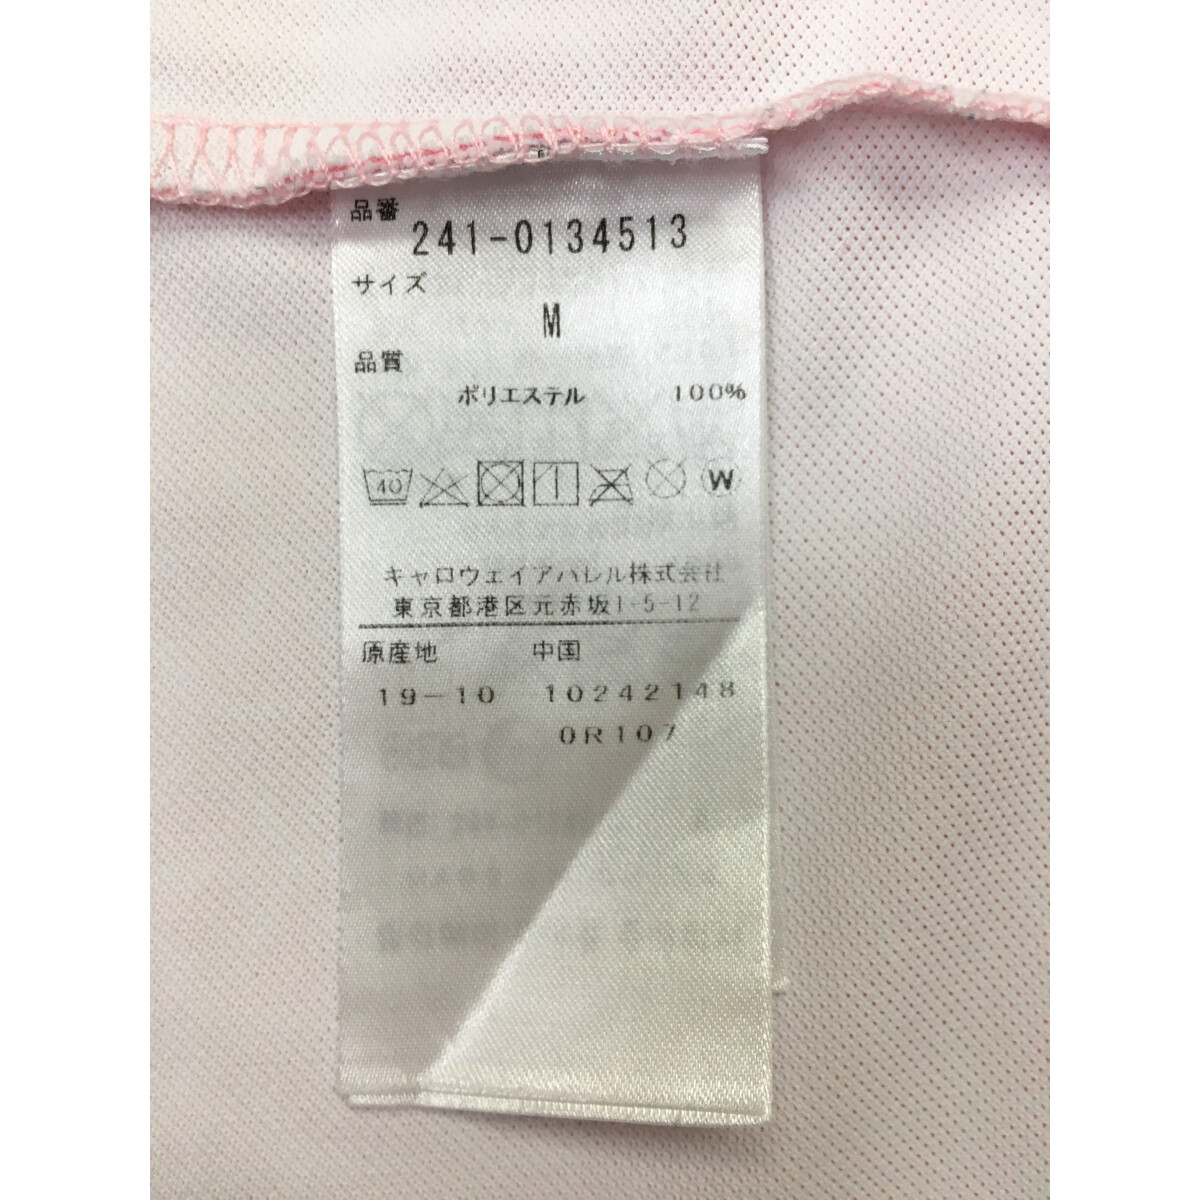 品番
241-0134513
サイズ
M
品質
ポリエステル 100%
40 W
キャロウェイアパレル株式会社
東京都港区元赤坂1-5-12
原産地 中国
19-10 10242148
0R107